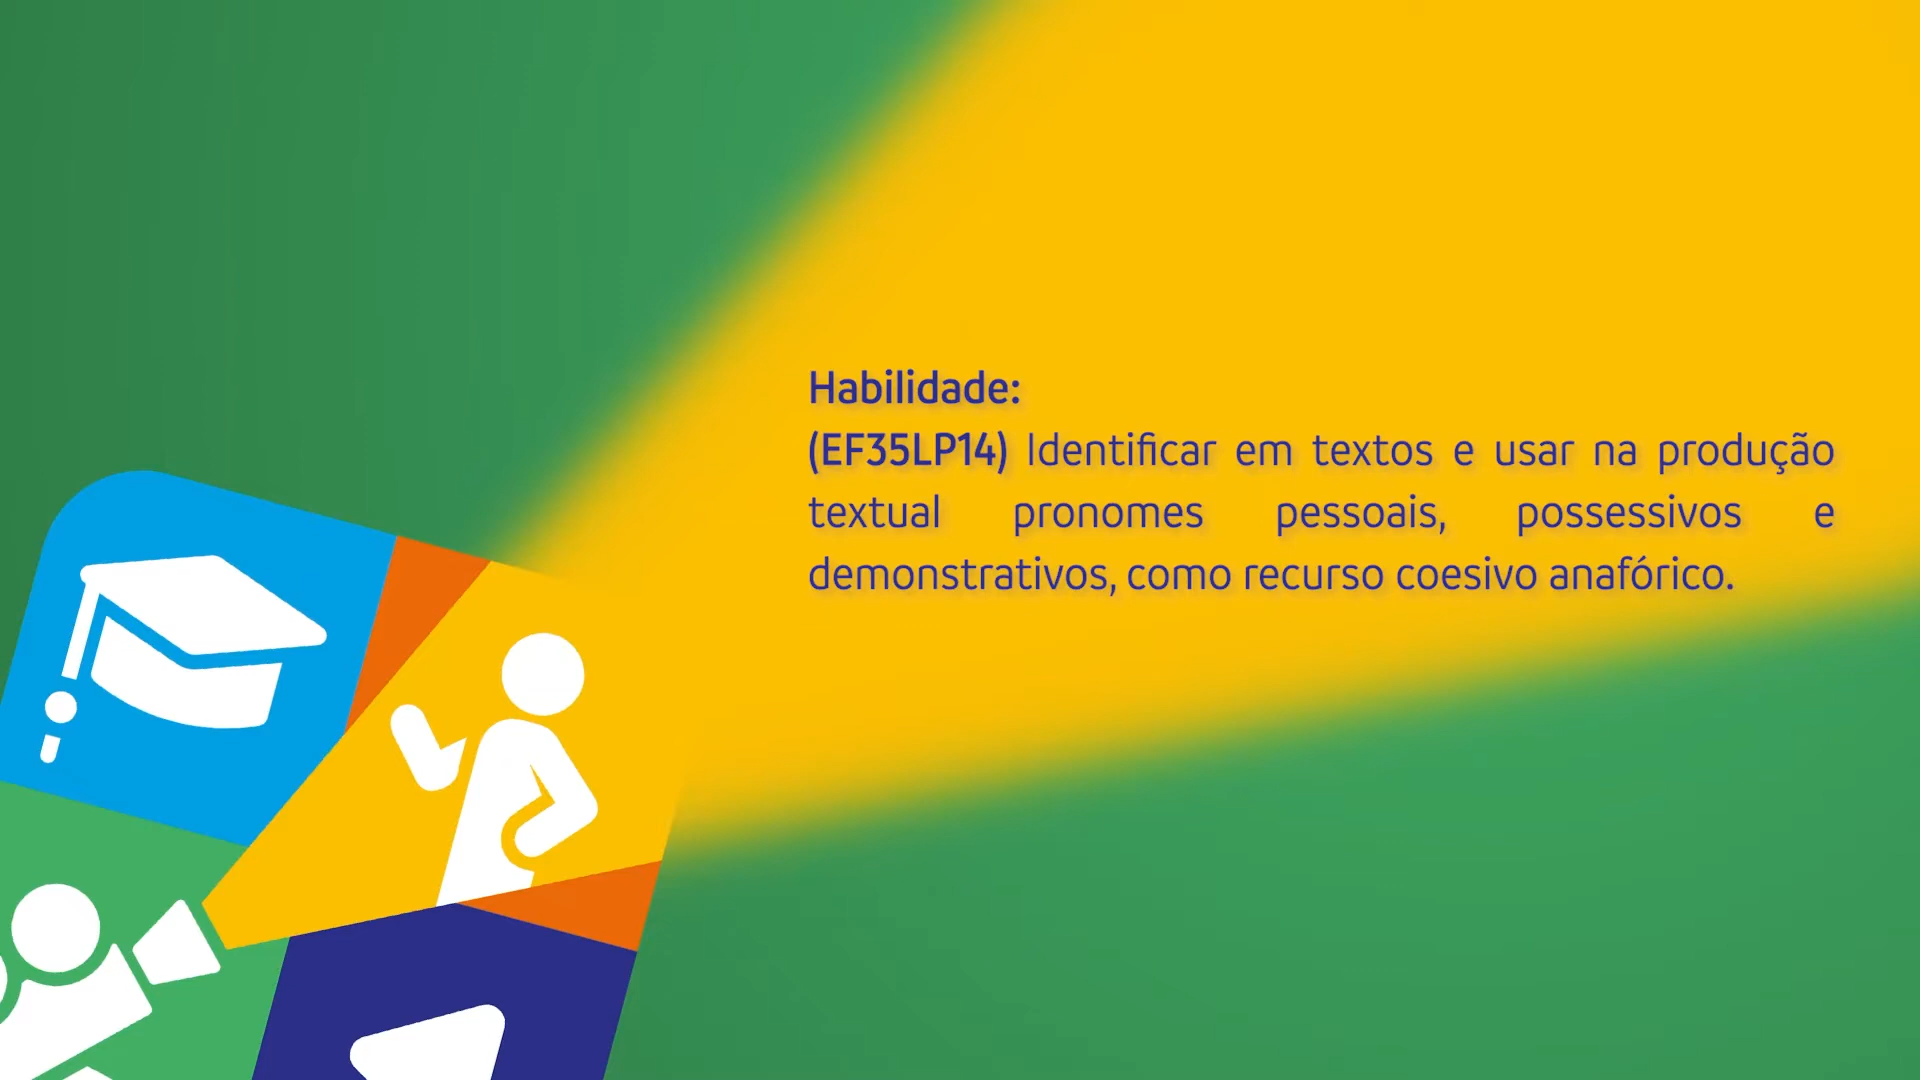 Habilidade:
(EF35LP14) Identificar em textos e usar na produção
textual pronomes pessoais, possessivos e
demonstrativos, como recurso coesivo anafórico.